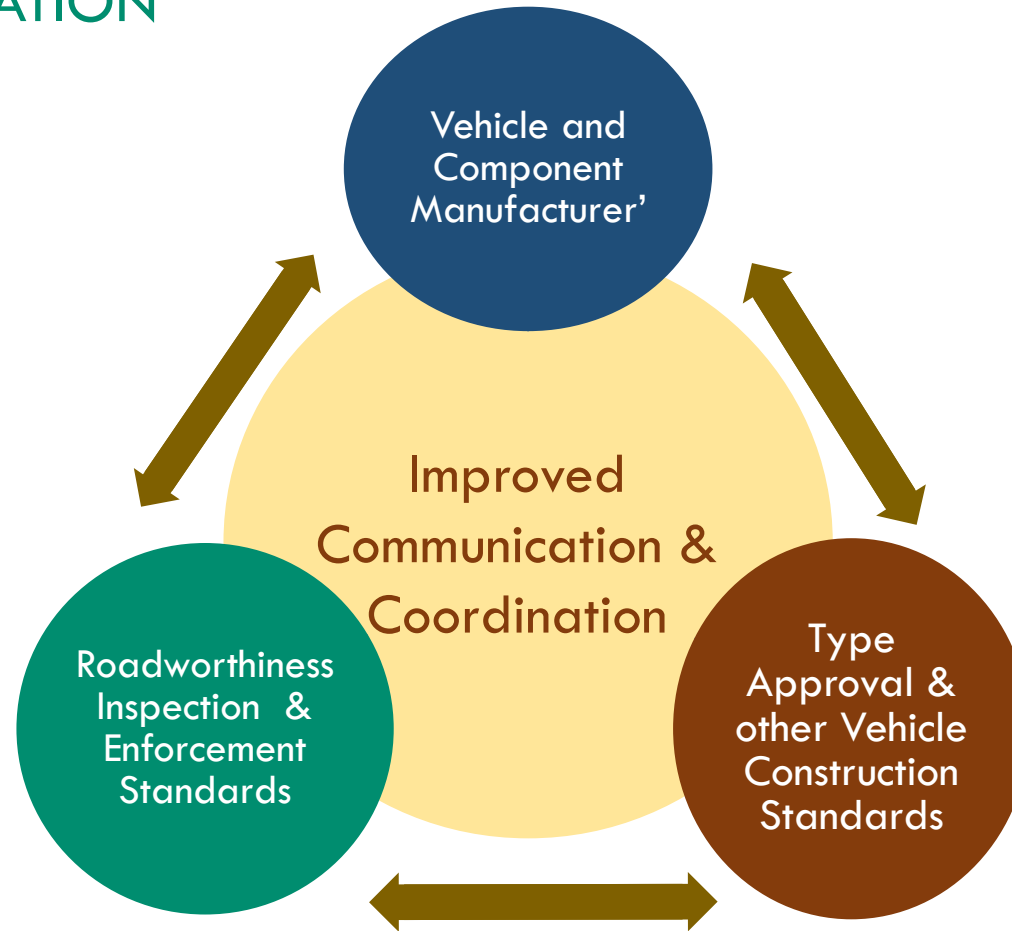 ATION
Vehicle and
Component
Manufacturer’
Improved
Communication &
Coordination
Roadworthiness
Inspection &
Enforcement
Standards
Type
Approval &
other Vehicle
Construction
Standards